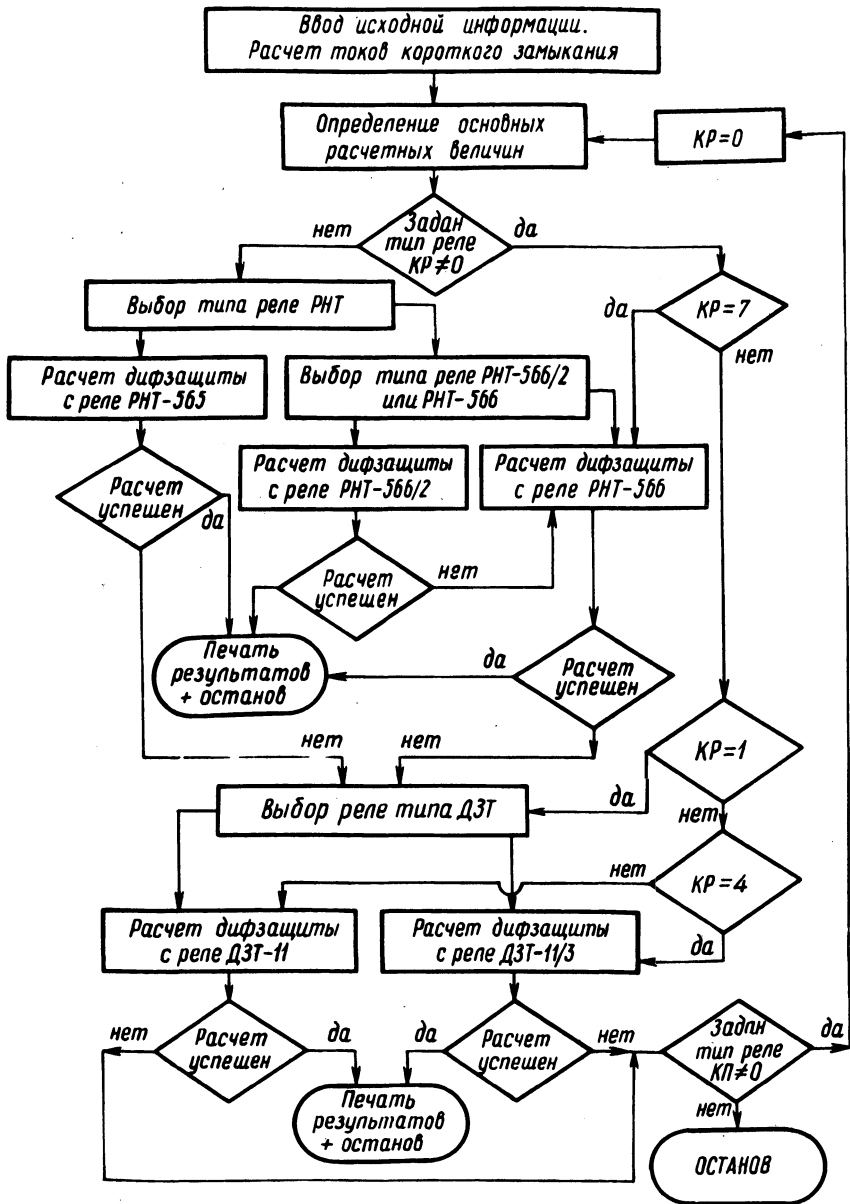 Ввод исходной информации.
Расчет токов короткого замыкания
Определение основных
расчетных величин
КР=0
нет
Задан
тип реле
КР≠0
да
Выбор типа реле РНТ
да
КР=7
нет
Расчет дифзащиты
с реле РНТ-565
Выбор типа реле РНТ-566/2
или РНТ-566
Расчет дифзащиты
с реле РНТ-566/2
Расчет дифзащиты
с реле РНТ-566
Расчет
успешен
да
Расчет
успешен
нет
Печать
результатов
+ останов
да
Расчет
успешен
нет
нет
КР=1
да
нет
Выбор реле типа ДЗТ
нет
КР=4
да
Расчет дифзащиты
с реле ДЗТ-11
Расчет дифзащиты
с реле ДЗТ-11/3
нет
Расчет
успешен
да
да
Расчет
успешен
нет
Задан
тип реле
КП≠0
да
нет
Печать
результатов
+ останов
ОСТАНОВ